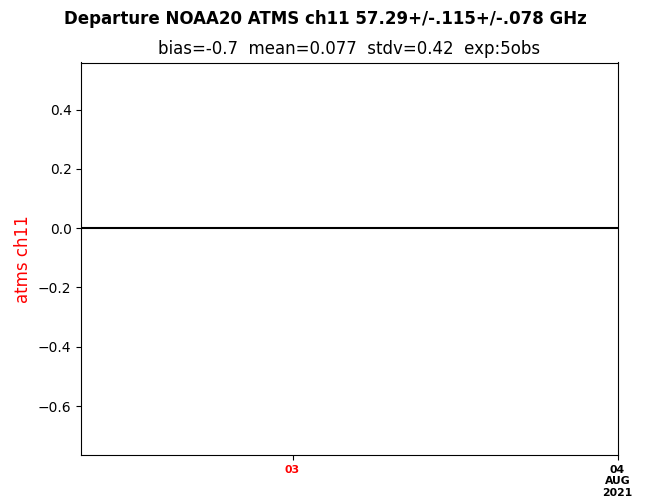 Departure NOAA20 ATMS ch11 57.29+/-.115+/-.078 GHz
bias=-0.7  mean=0.077  stdv=0.42  exp:5obs
0.4
0.2
0.0
−0.2
−0.4
−0.6
atms ch11
03
04
AUG
2021